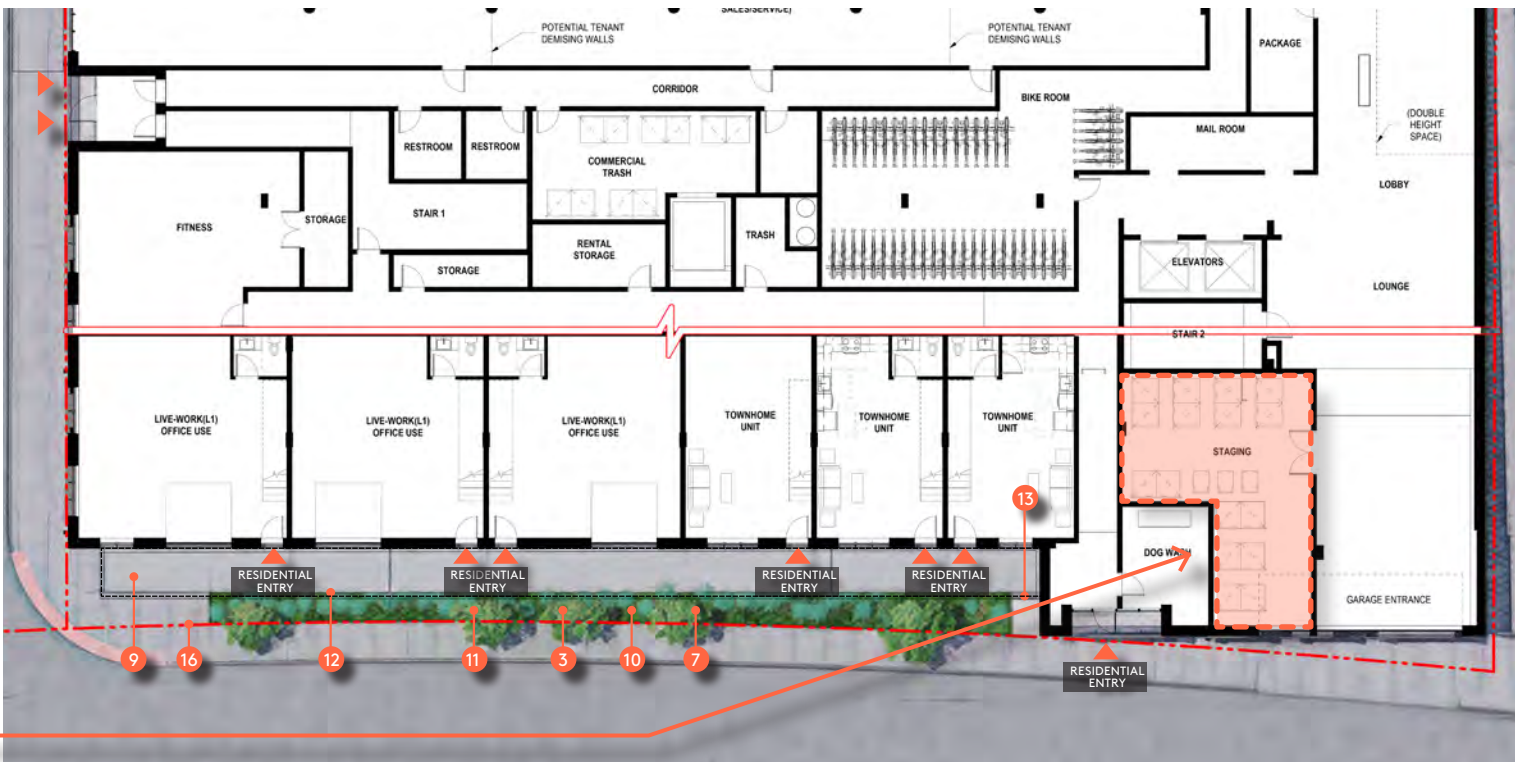 SALES/SERVICE)
POTENTIAL TENANT
DEMISING WALLS
POTENTIAL TENANT
DEMISING WALLS
PACKAGE
CORRIDOR
BIKE ROOM
(DOUBLE
HEIGHT
SPACE)
MAIL ROOM
RESTROOM
RESTROOM
COMMERCIAL
TRASH
LOBBY
FITNESS
STORAGE
STAIR 1
TRASH
RENTAL
STORAGE
STORAGE
ELEVATORS
LOUNGE
STAIR 2
LIVE-WORK(L1)
OFFICE USE
LIVE-WORK(L1)
OFFICE USE
LIVE-WORK(L1)
OFFICE USE
TOWNHOME
UNIT
TOWNHOME
UNIT
TOWNHOME
UNIT
STAGING
13
DOG WASH
RESIDENTIAL
ENTRY
RESIDENTIAL
ENTRY
RESIDENTIAL
ENTRY
RESIDENTIAL
ENTRY
GARAGE ENTRANCE
9
16
12
11
3
10
7
RESIDENTIAL
ENTRY